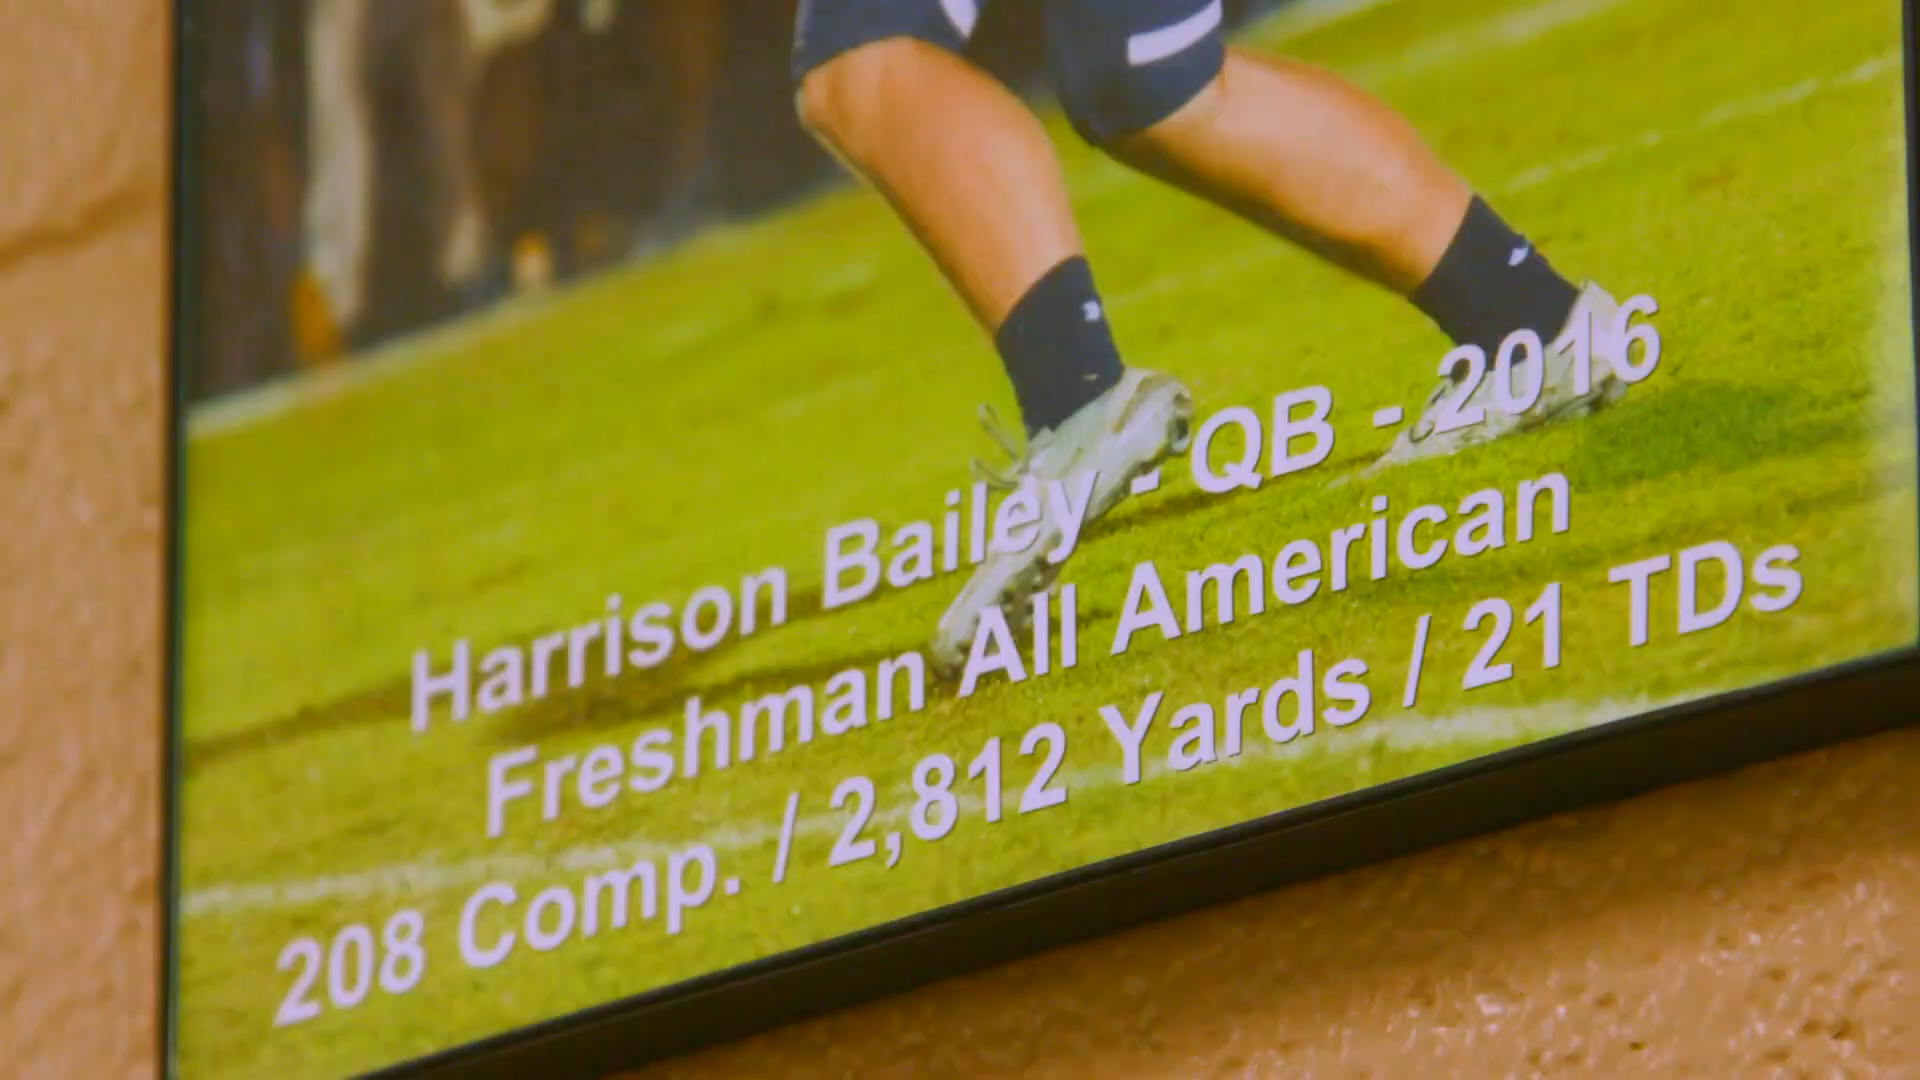 Harrison Bailey - QB - 2016
Freshman All American
208 Comp. / 2,812 Yards / 21 TDs